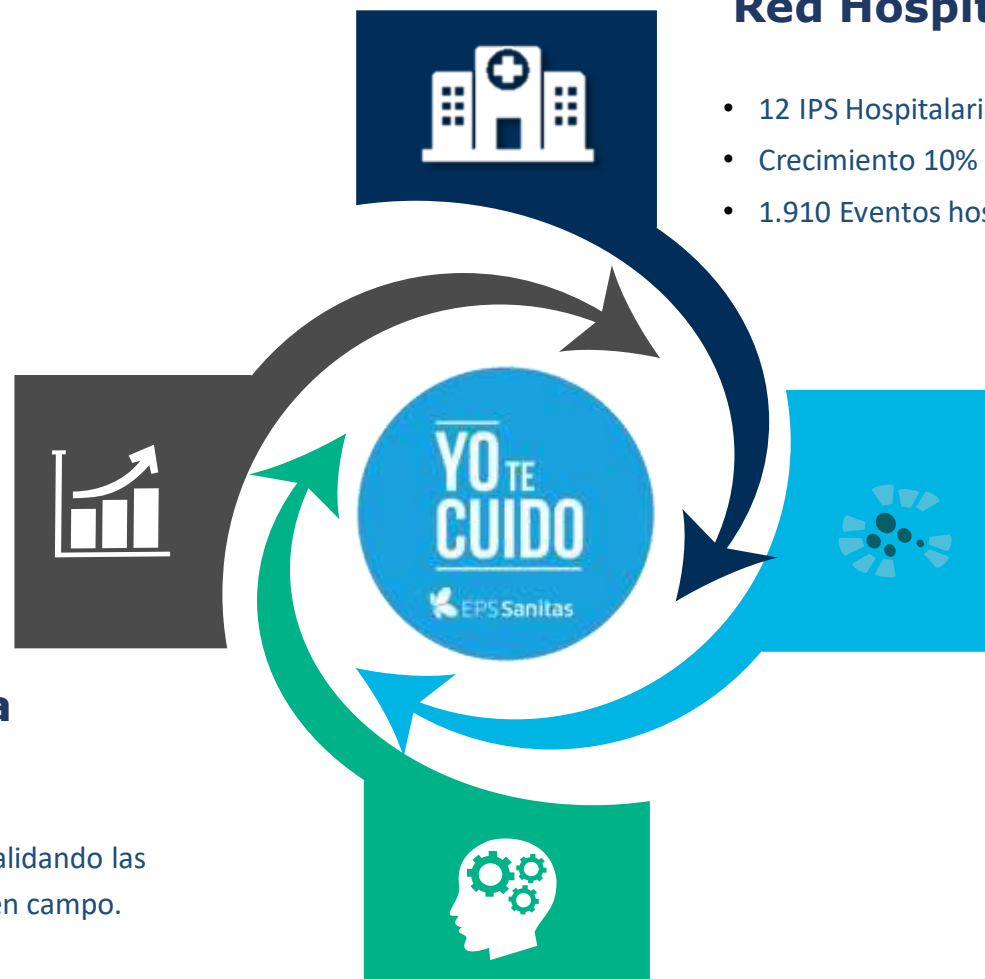 Red Hospit
• 12 IPS Hospitalari
• Crecimiento 10%
• 1.910 Eventos hos
YO TE
CUIDO
EPS Sanitas
a
alidando las
en campo.